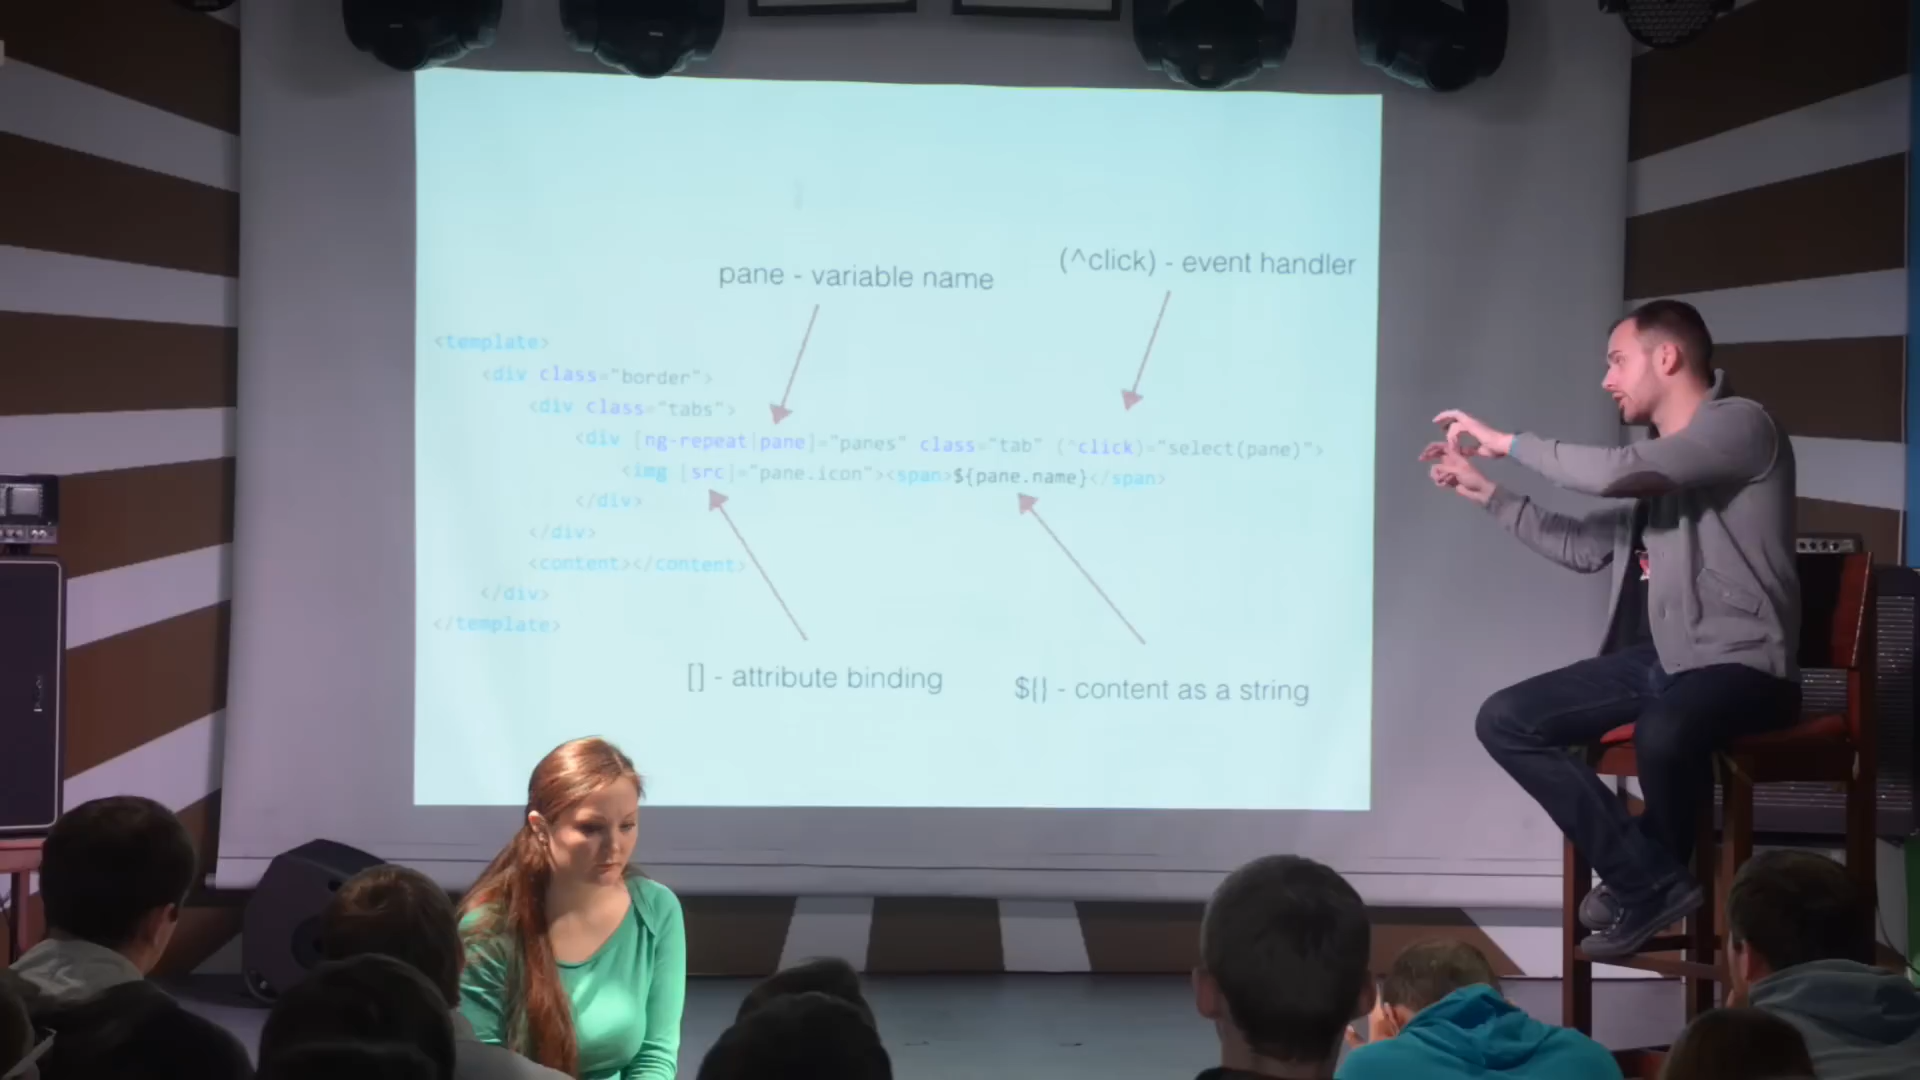 pane - variable name
(^click) - event handler
<template>
<div class="border">
<div class="tabs">
<div [ng-repeat|pane]="panes" class="tab" (^click)="select(pane)">
<img [src]="pane.icon"><span>${pane.name}</span>
</div>
</div>
<content></content>
</div>
</template>
[] - attribute binding
${} - content as a string